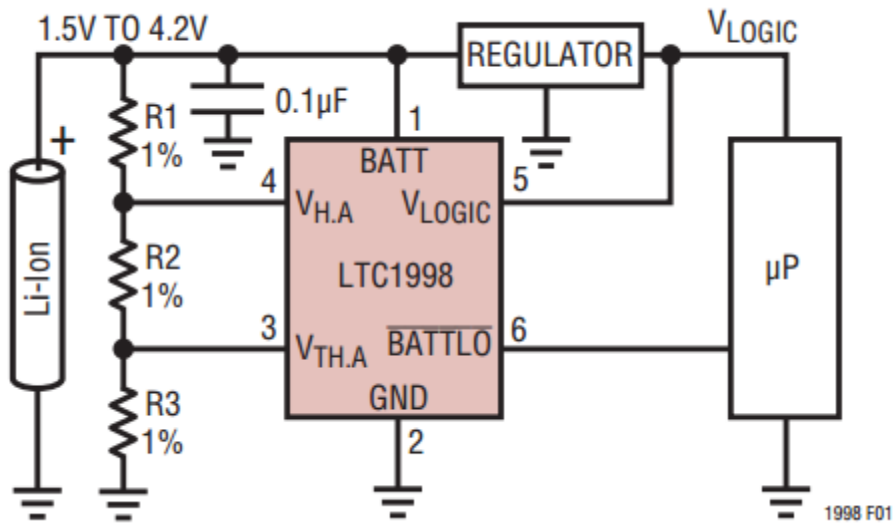 1.5V TO 4.2V
VLOGIC
REGULATOR
R1
1%
0.1µF
+
1
BATT
4
5
VH.A
VLOGIC
Li-Ion
R2
1%
LTC1998
µP
3
6
VTH.A
BATTLO
R3
1%
GND
2
1998 F01